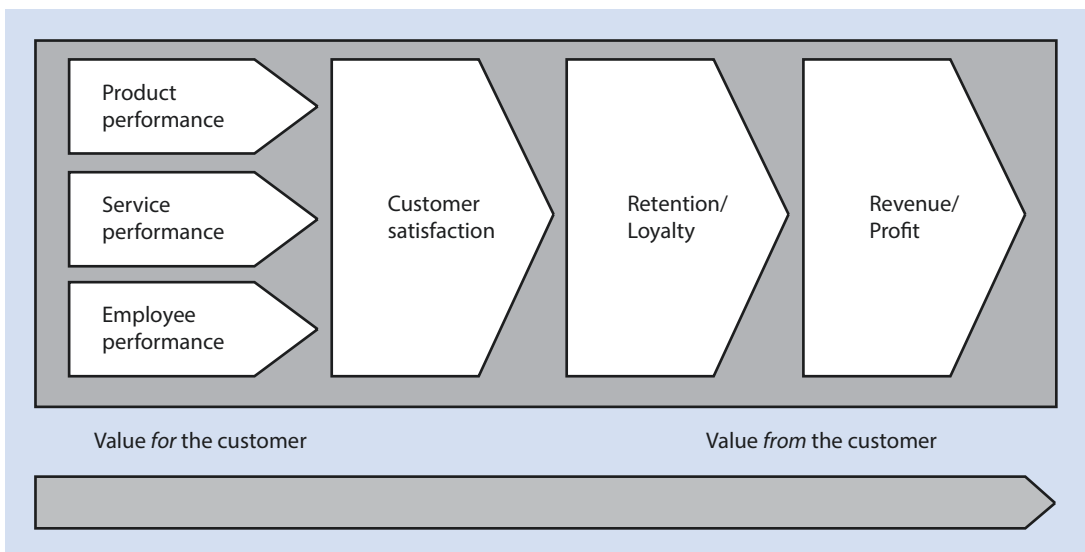 Product
performance
Service
performance
Employee
performance
Customer
satisfaction
Retention/
Loyalty
Revenue/
Profit
Value for the customer
Value from the customer